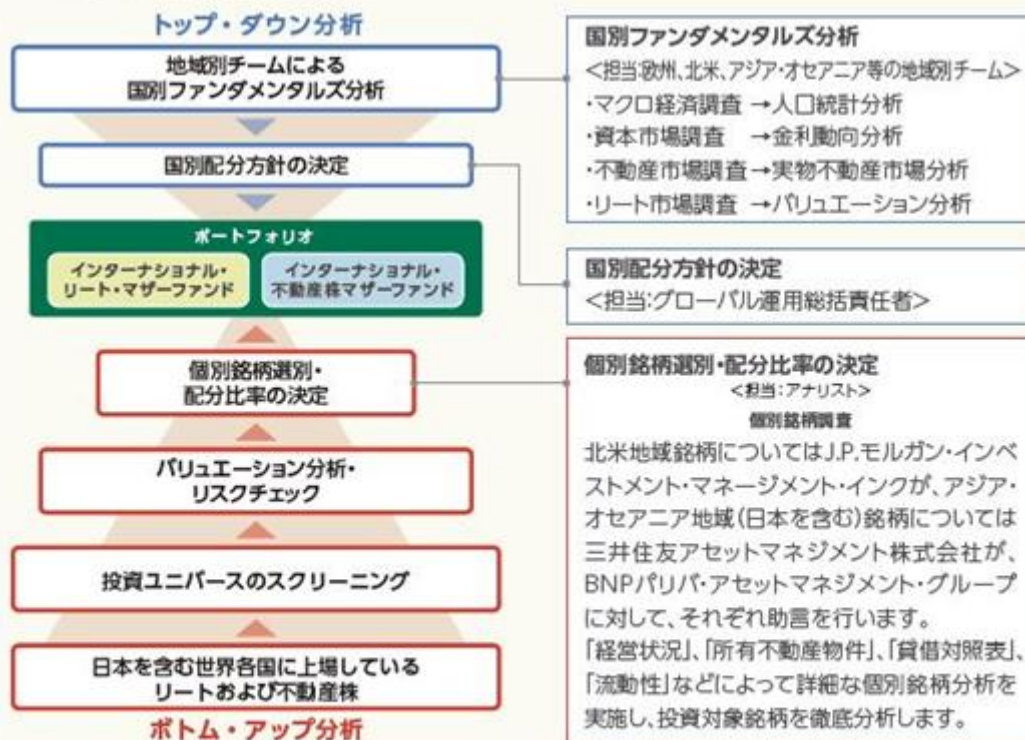 トップ・ダウン分析
地域別チームによる
国別ファンダメンタルズ分析
国別配分方針の決定
ポートフォリオ
インターナショナル・
リート・マザーファンド
インターナショナル・
不動産株マザーファンド
個別銘柄選別・
配分比率の決定
バリュエーション分析・
リスクチェック
投資ユニバースのスクリーニング
日本を含む世界各国に上場している
リートおよび不動産株
ボトム・アップ分析
国別ファンダメンタルズ分析
<担当:欧州、北米、アジア・オセアニア等の地域別チーム>
・マクロ経済調査 →人口統計分析
・資本市場調査 →金利動向分析
・不動産市場調査→実物不動産市場分析
・リート市場調査 →バリュエーション分析
国別配分方針の決定
<担当:グローバル運用総括責任者>
個別銘柄選別・配分比率の決定
<担当:アナリスト>
個別銘柄調査
北米地域銘柄についてはJ.P.モルガン・インベ
ストメント・マネージメント・インクが、アジア・
オセアニア地域(日本を含む)銘柄については
三井住友アセットマネジメント株式会社が、
BNPパリバ・アセットマネジメント・グループ
に対して、それぞれ助言を行います。
「経営状況」、「所有不動産物件」、「貸借対照表」、
「流動性」などによって詳細な個別銘柄分析を
実施し、投資対象銘柄を徹底分析します。